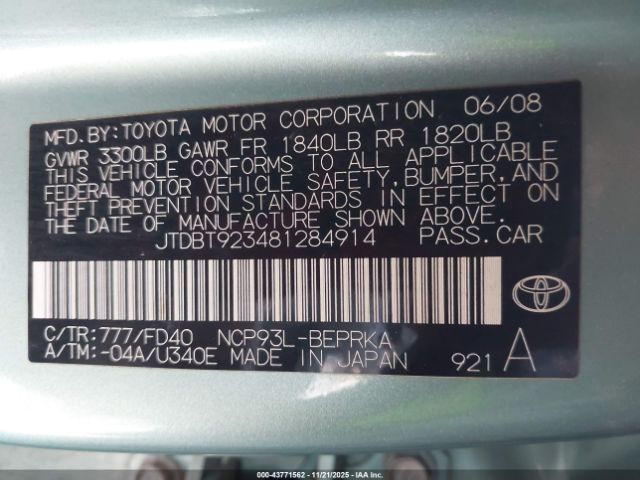 MFD.BY:TOYOTA MOTOR CORPORATION 06/08
GVWR 3300LB GAWR FR 1840LB RR 1820LB
THIS VEHICLE CONFORMS TO ALL APPLICABLE
FEDERAL MOTOR VEHICLE SAFETY,BUMPER,AND
THEFT PREVENTION STANDARDS IN EFFECT ON
THE DATE OF MANUFACTURE SHOWN ABOVE.
JTDBT923481284914 PASS.CAR
C/TR:777/FD40 NCP93L-BEPRKA
A/TM:-04A/U340E MADE IN JAPAN 921 A
000-43771562 | 11/21/2025 - IAAI, Inc.